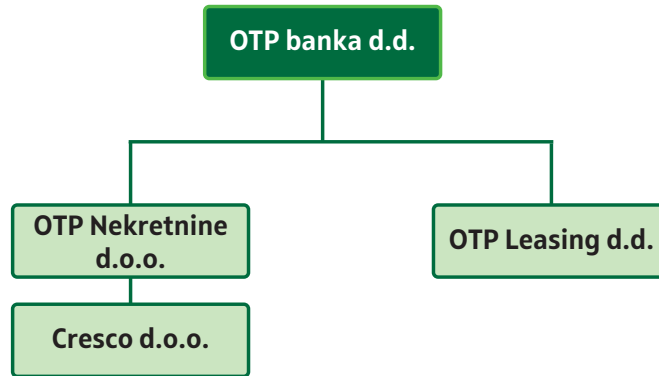 OTP banka d.d.
OTP Nekretnine
d.o.o.
OTP Leasing d.d.
Cresco d.o.o.